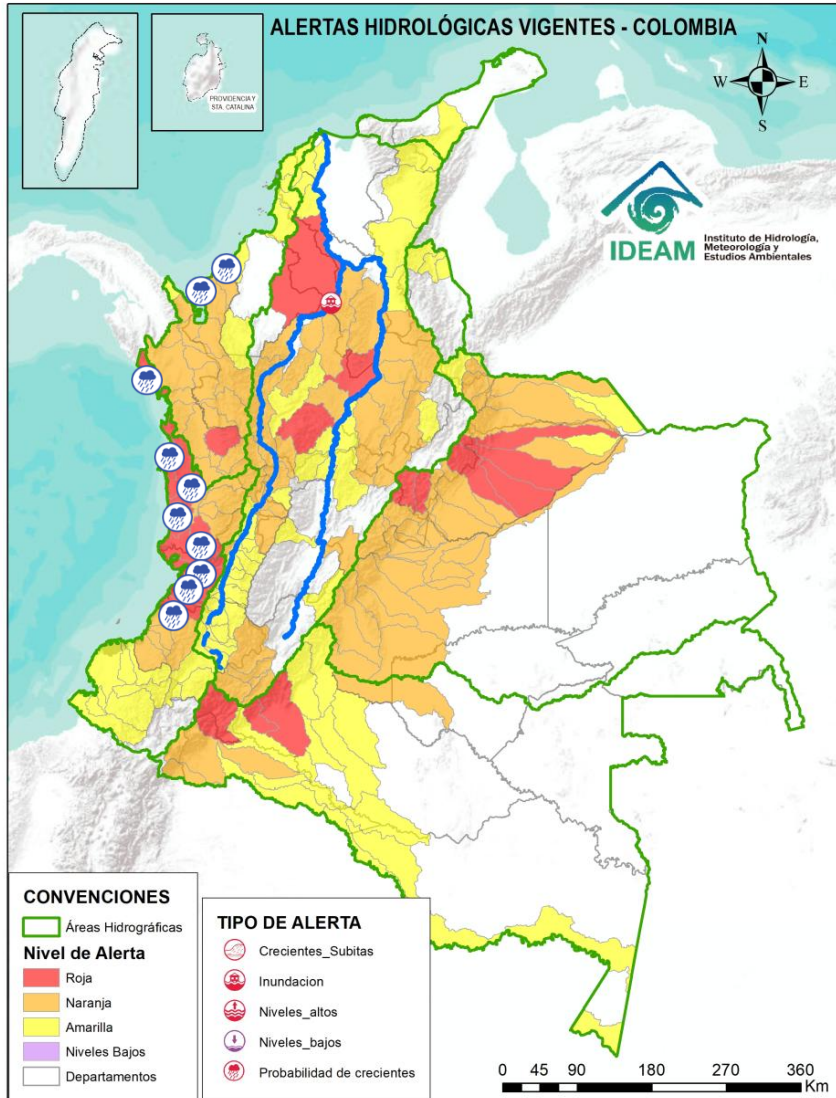 ALERTAS HIDROLÓGICAS VIGENTES - COLOMBIA
PROVIDENCIA Y
STA. CATALINA
N
W
E
S
IDEAM
Instituto de Hidrología,
Meteorología y
Estudios Ambientales
CONVENCIONES
Áreas Hidrográficas
Nivel de Alerta
Roja
Naranja
Amarilla
Niveles Bajos
Departamentos
TIPO DE ALERTA
Crecientes_Subitas
Inundacion
Niveles_altos
Niveles_bajos
Probabilidad de crecientes
0 45 90 180 270 360
Km